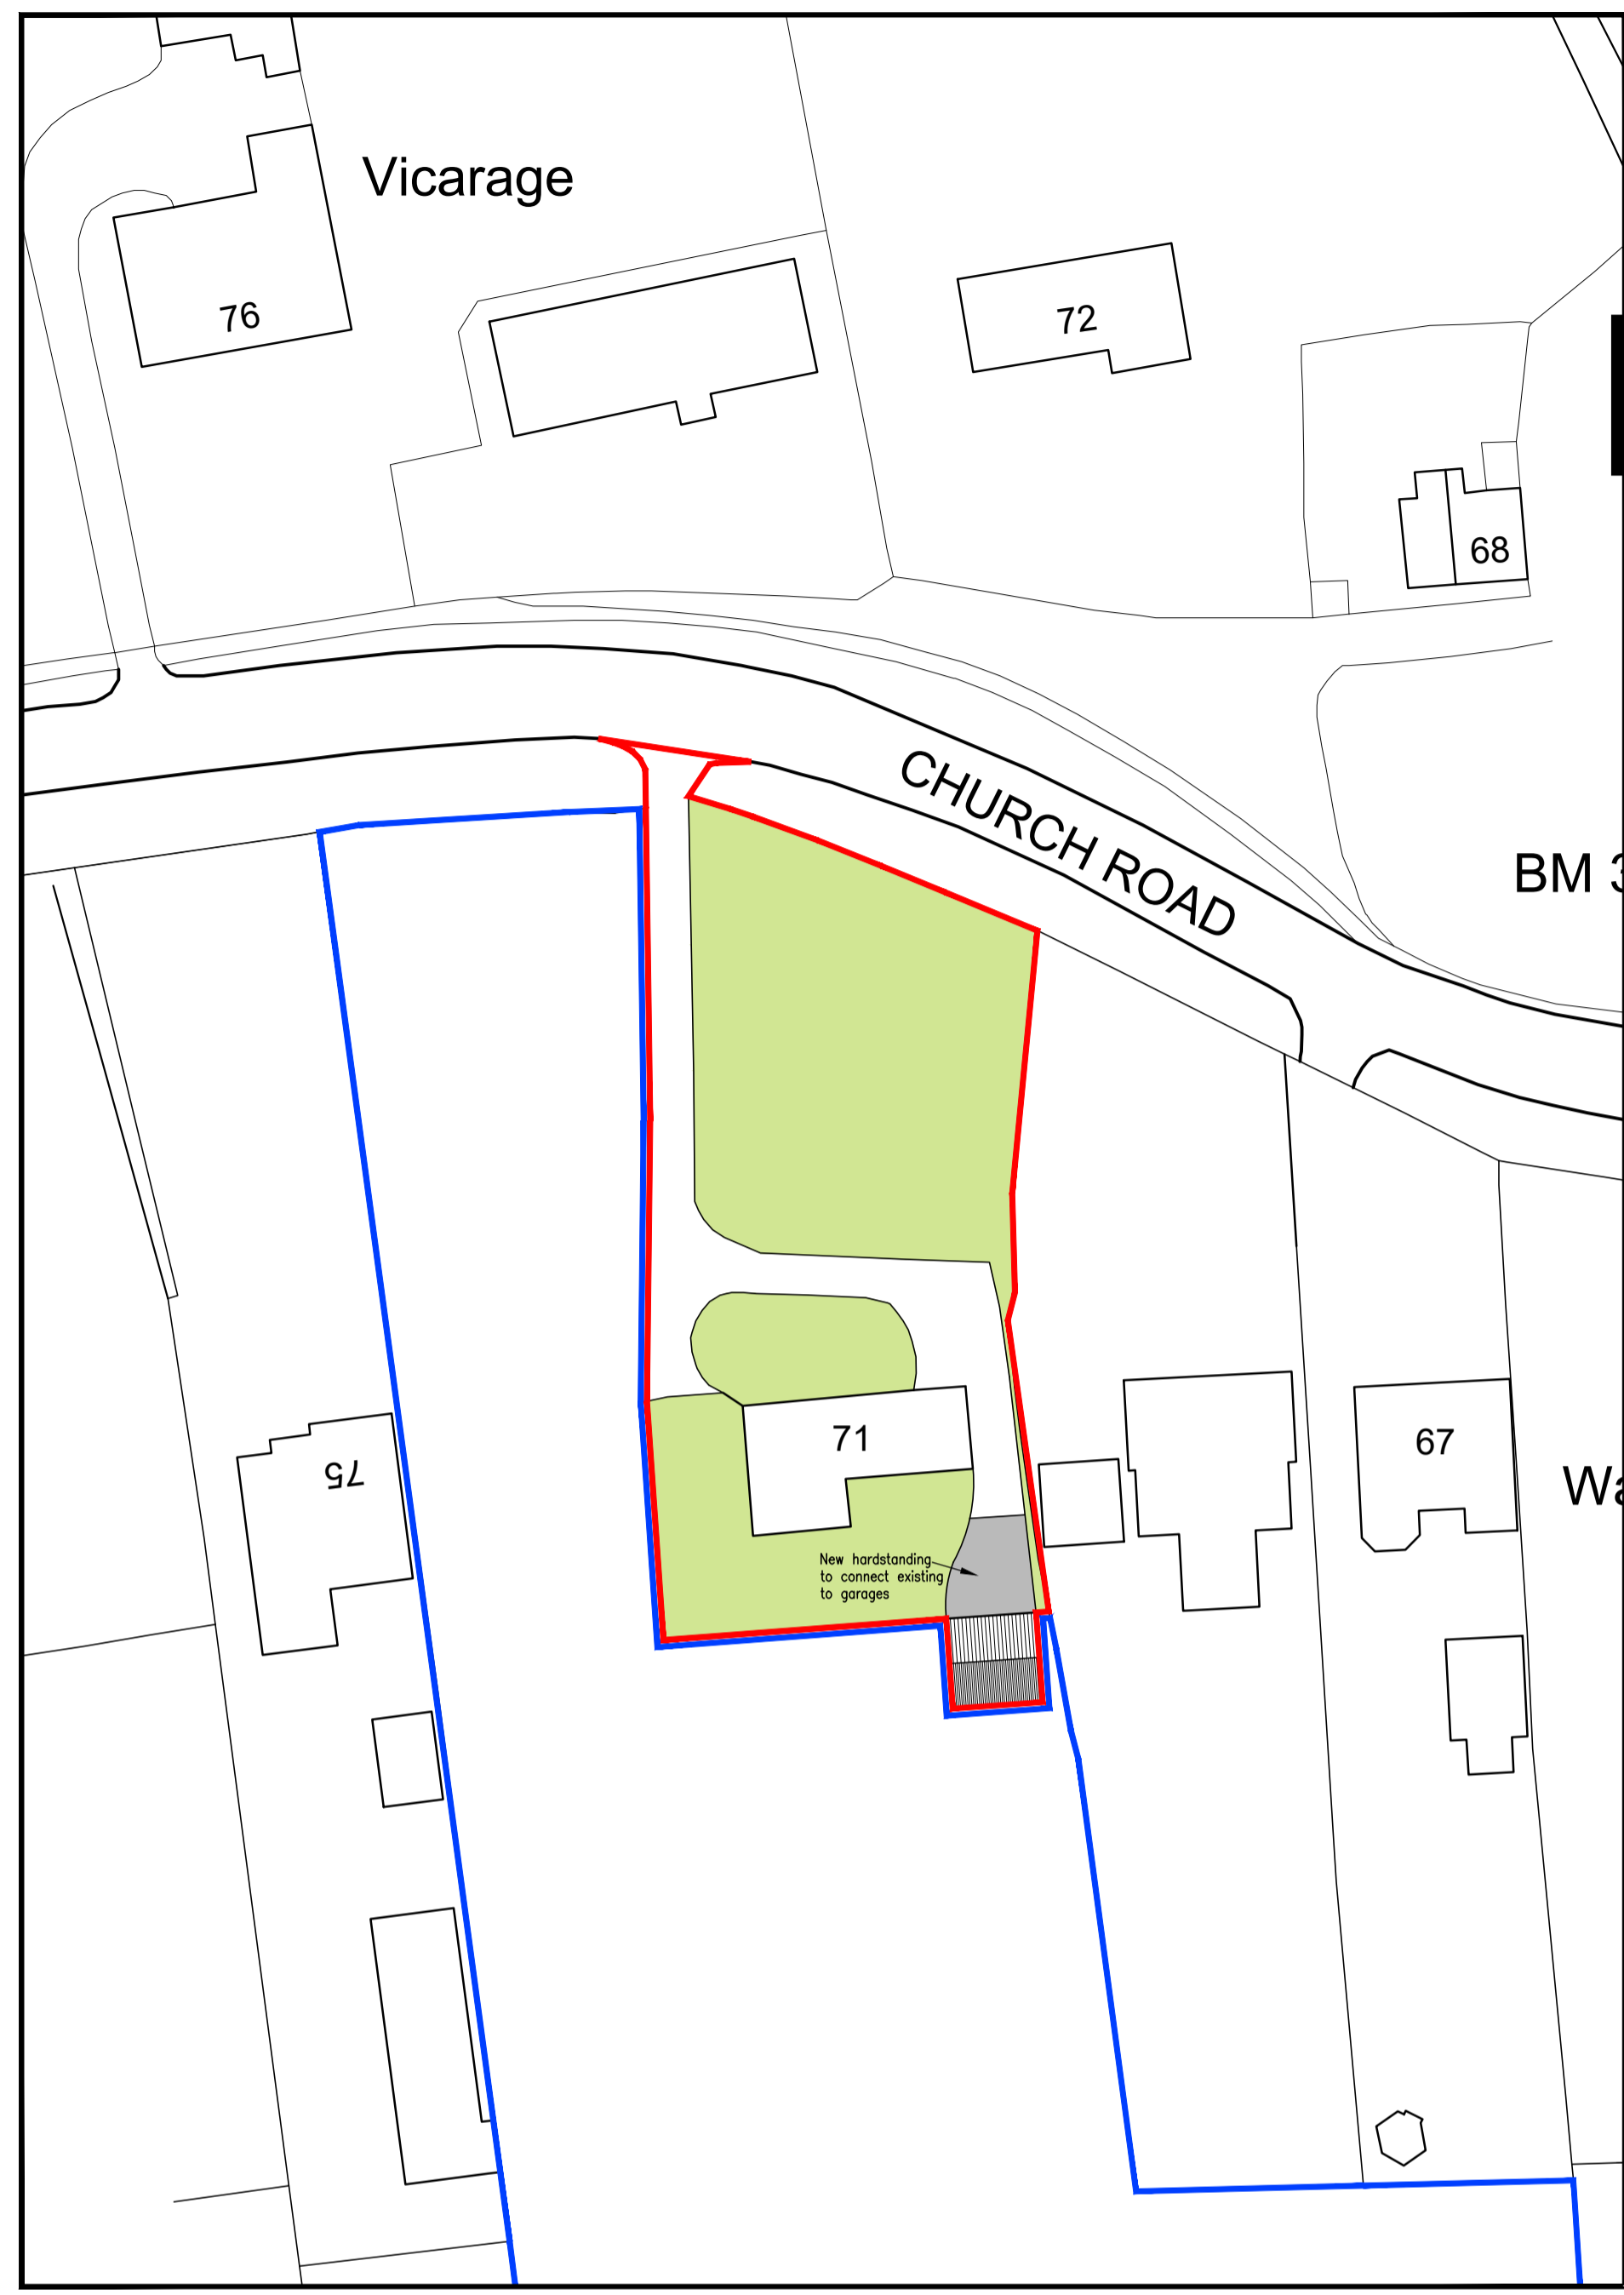 Vicarage
76
72
68
CHURCH ROAD
BM
71
67
75
New hardstanding
to connect existing
to garages